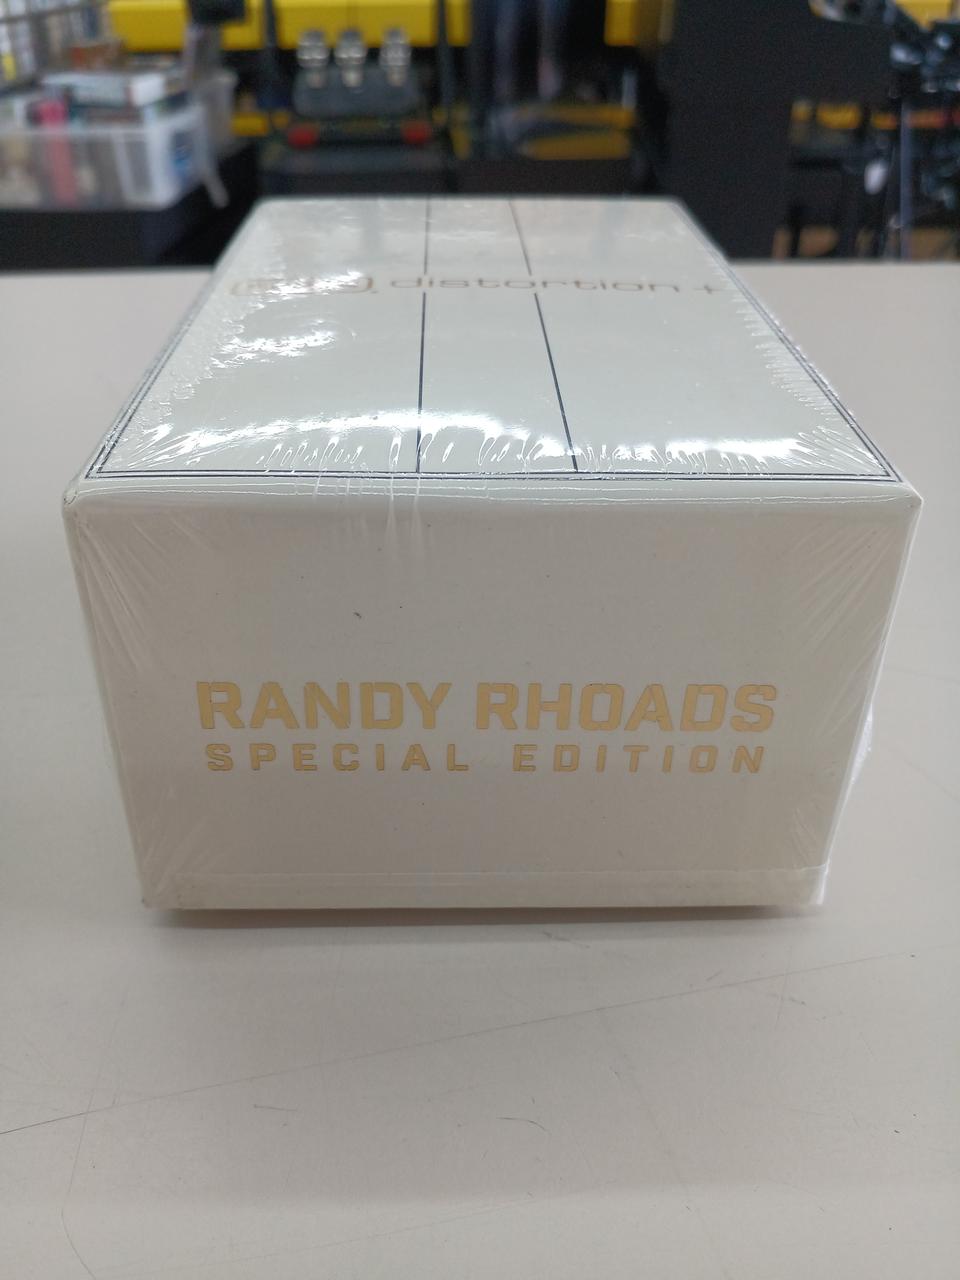 distortion +
RANDY RHOADS
SPECIAL EDITION